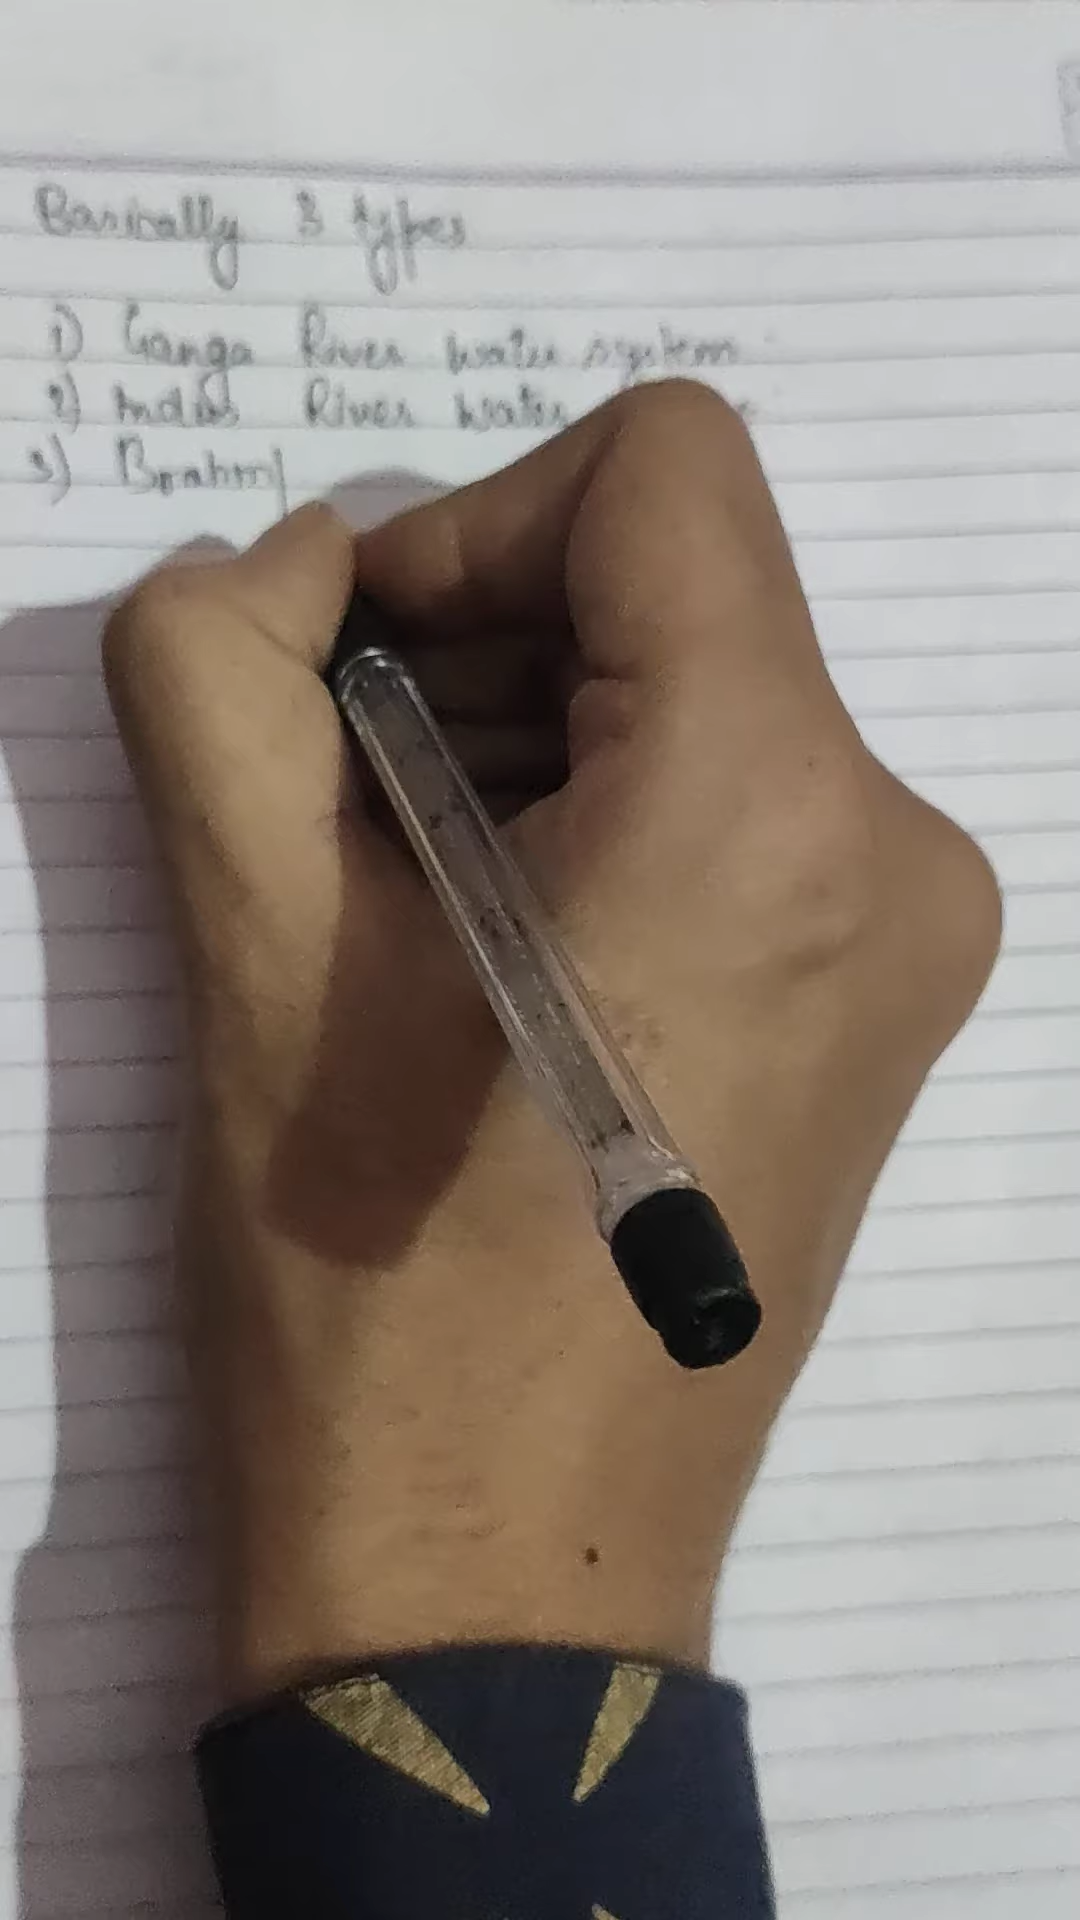 Basically 3 types
1) Ganga River water system
2) Indus River water
3) Brahm